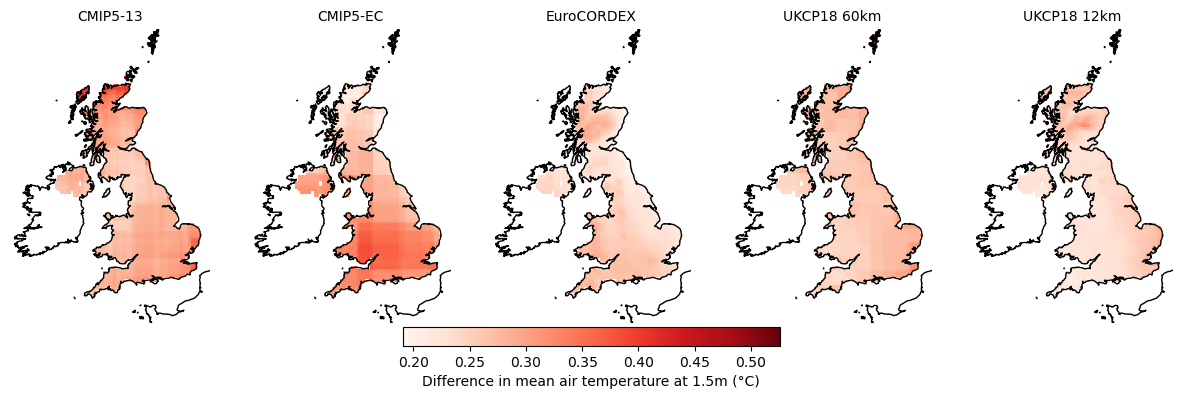 CMIP5-13
CMIP5-EC
EuroCORDEX
UKCP18 60km
UKCP18 12km
0.20 0.25 0.30 0.35 0.40 0.45 0.50
Difference in mean air temperature at 1.5m (°C)